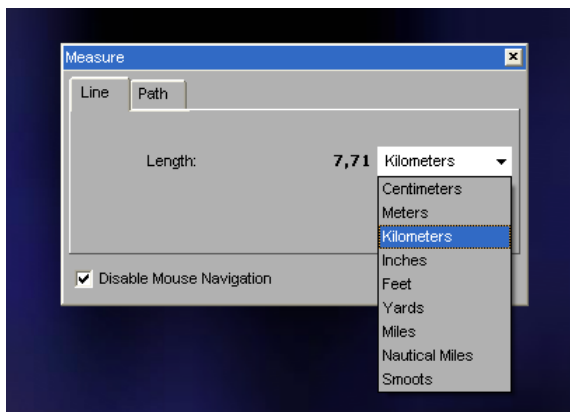 Measure
Line Path
Length: 7,71 Kilometers
Centimeters
Meters
Kilometers
Inches
Disable Mouse Navigation
Feet
Yards
Miles
Nautical Miles
Smoots